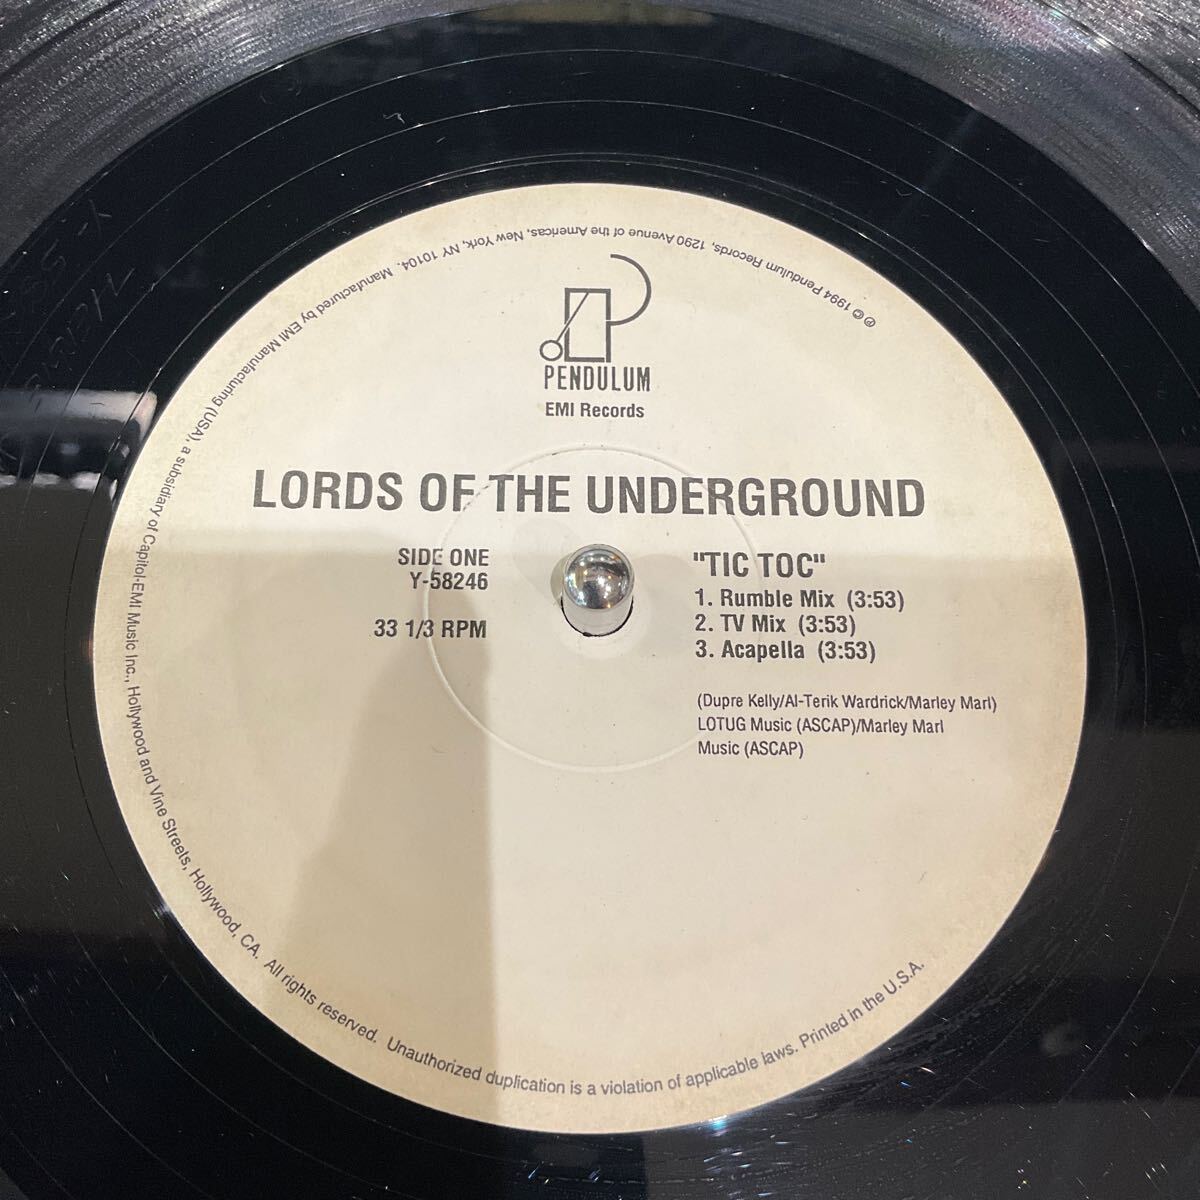 PENDULUM
EMI Records
LORDS OF THE UNDERGROUND
SIDE ONE
Y-58246
33 1/3 RPM
"TIC TOC"
1. Rumble Mix (3:53)
2. TV Mix (3:53)
3. Acapella (3:53)
(Dupre Kelly/Al-Terik Wardrick/Marley Marl)
LOTUG Music (ASCAP)/Marley Marl
Music (ASCAP)
℗ © 1994 Pendulum Records, 1290 Avenue of the Americas, New York, NY 10104. Manufactured by EMI Manufacturing (USA), a subsidiary of Capitol-EMI Music Inc., Hollywood and Vine Streets, Hollywood, CA. All rights reserved. Unauthorized duplication is a violation of applicable laws. Printed in the U.S.A.